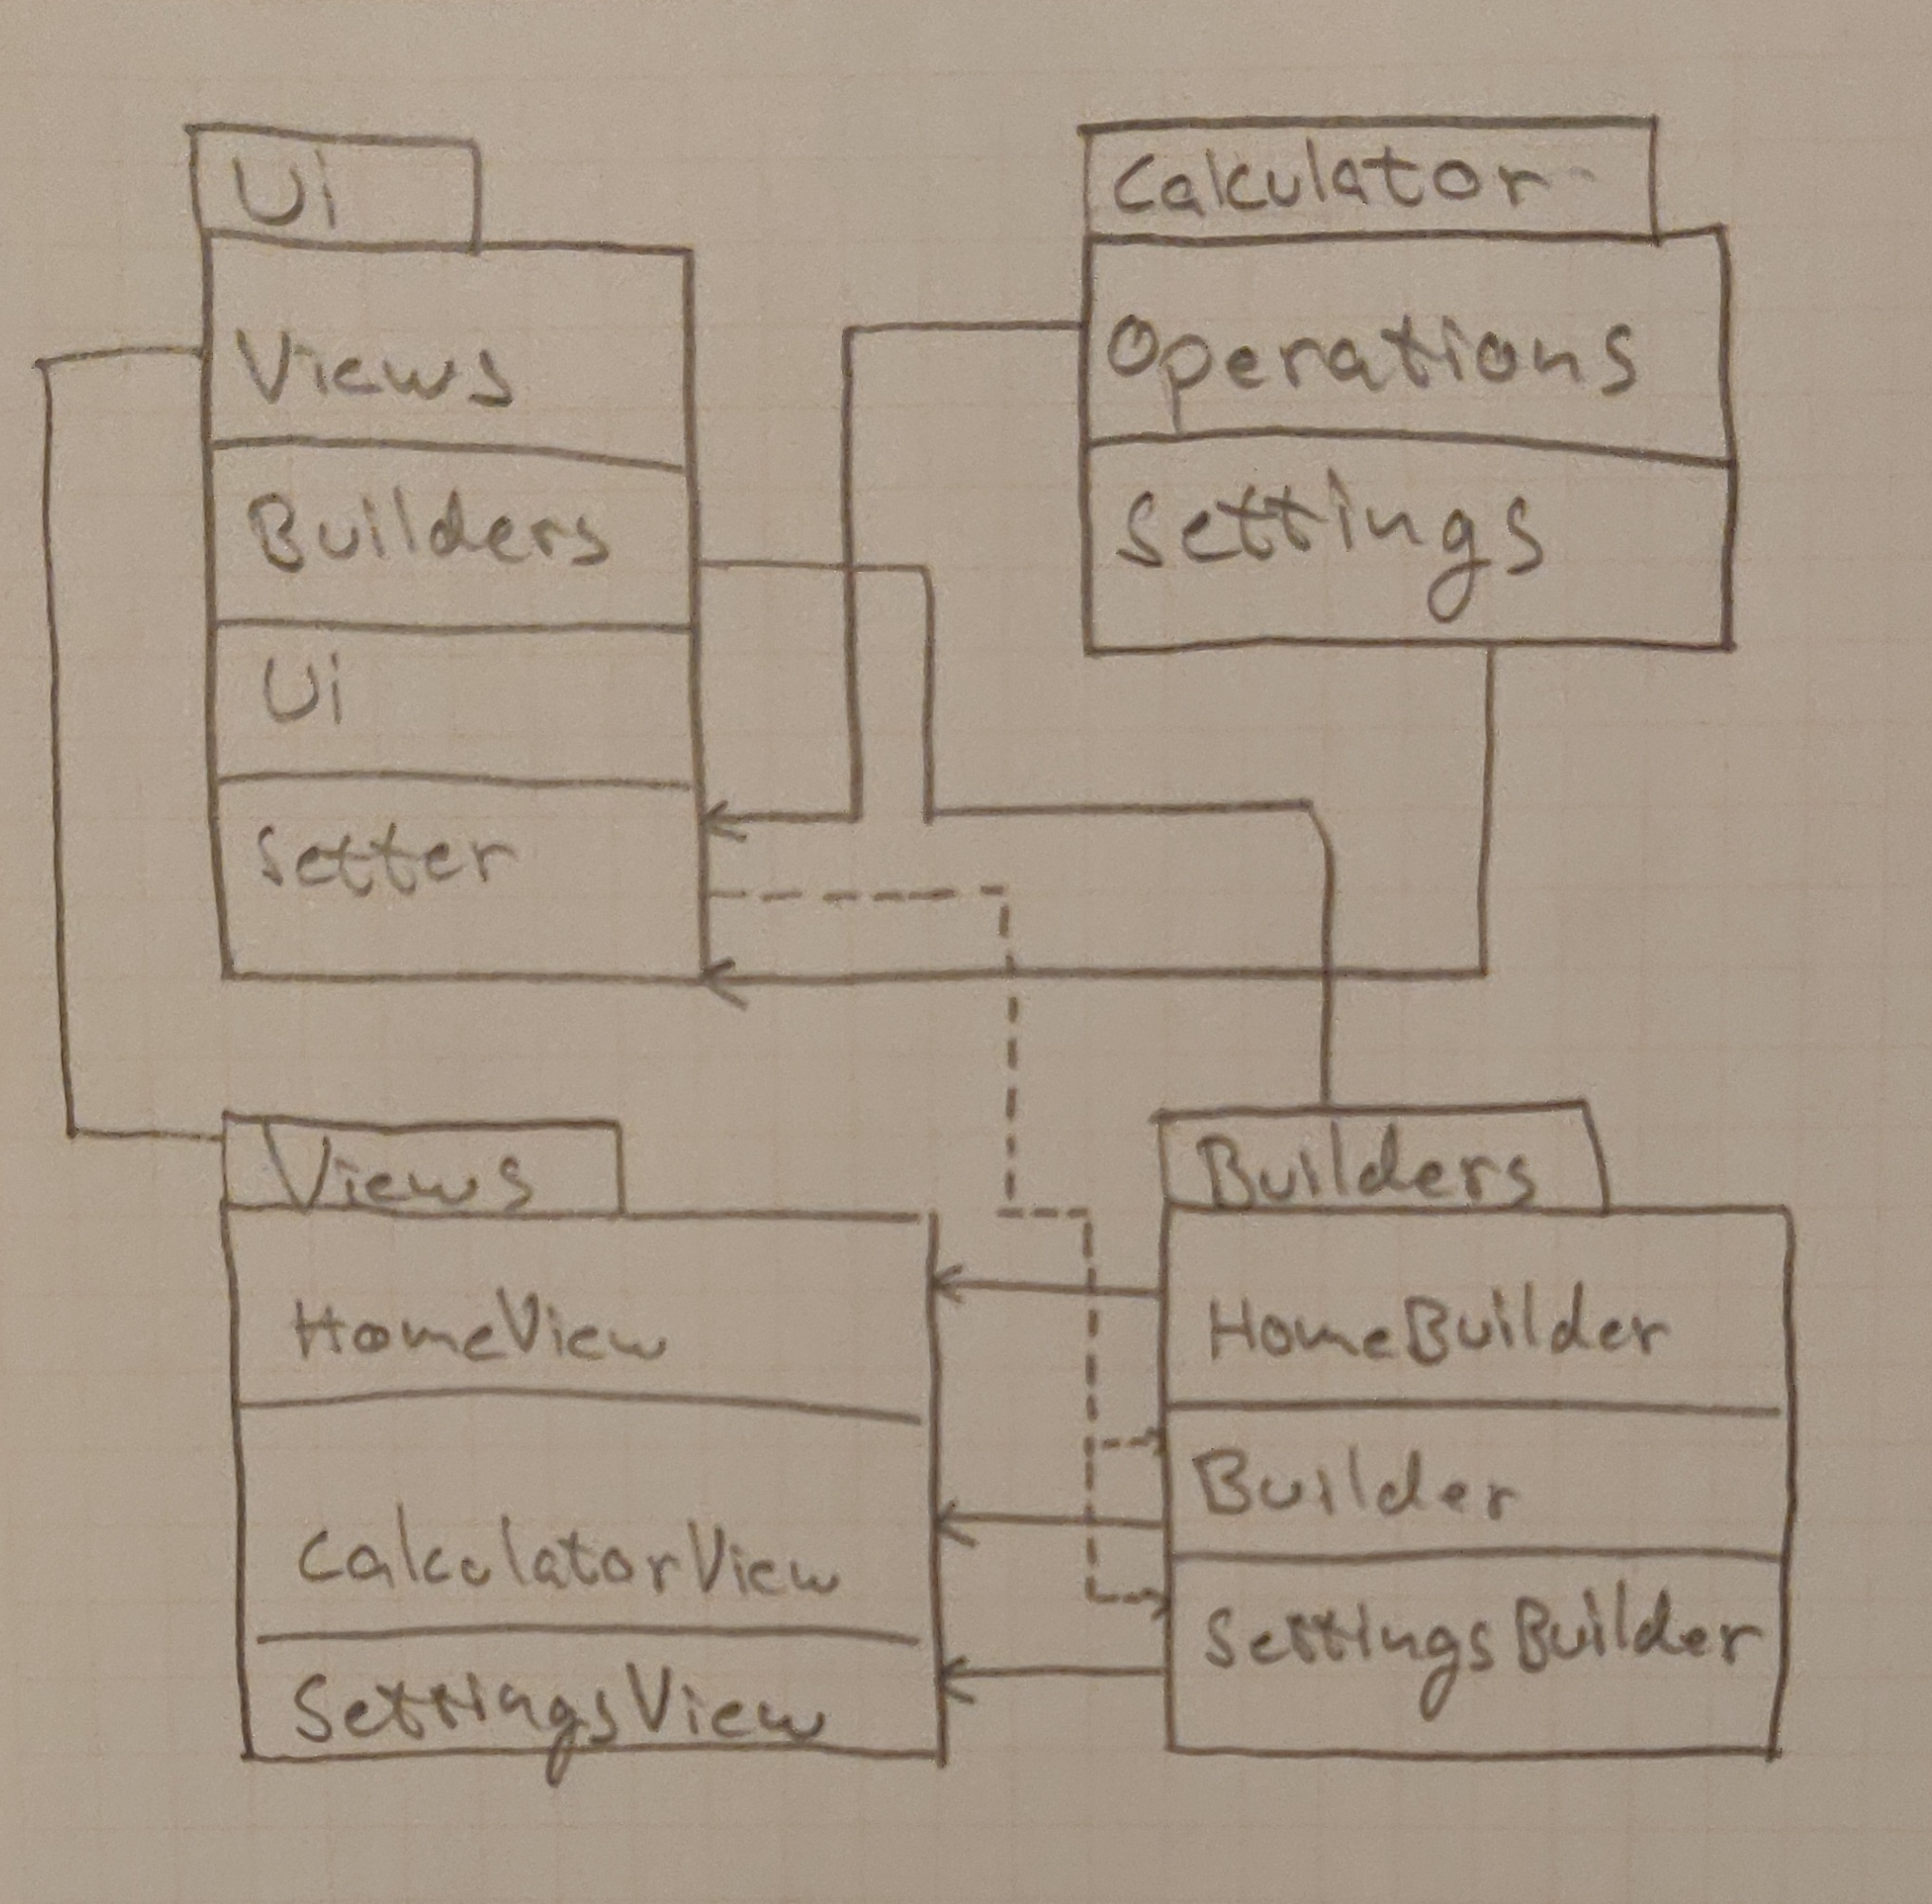 Ui
Views
Builders
Ui
Setter
Calculator
Operations
Settings
Views
HomeView
CalculatorView
SettingsView
Builders
HomeBuilder
Builder
SettingsBuilder